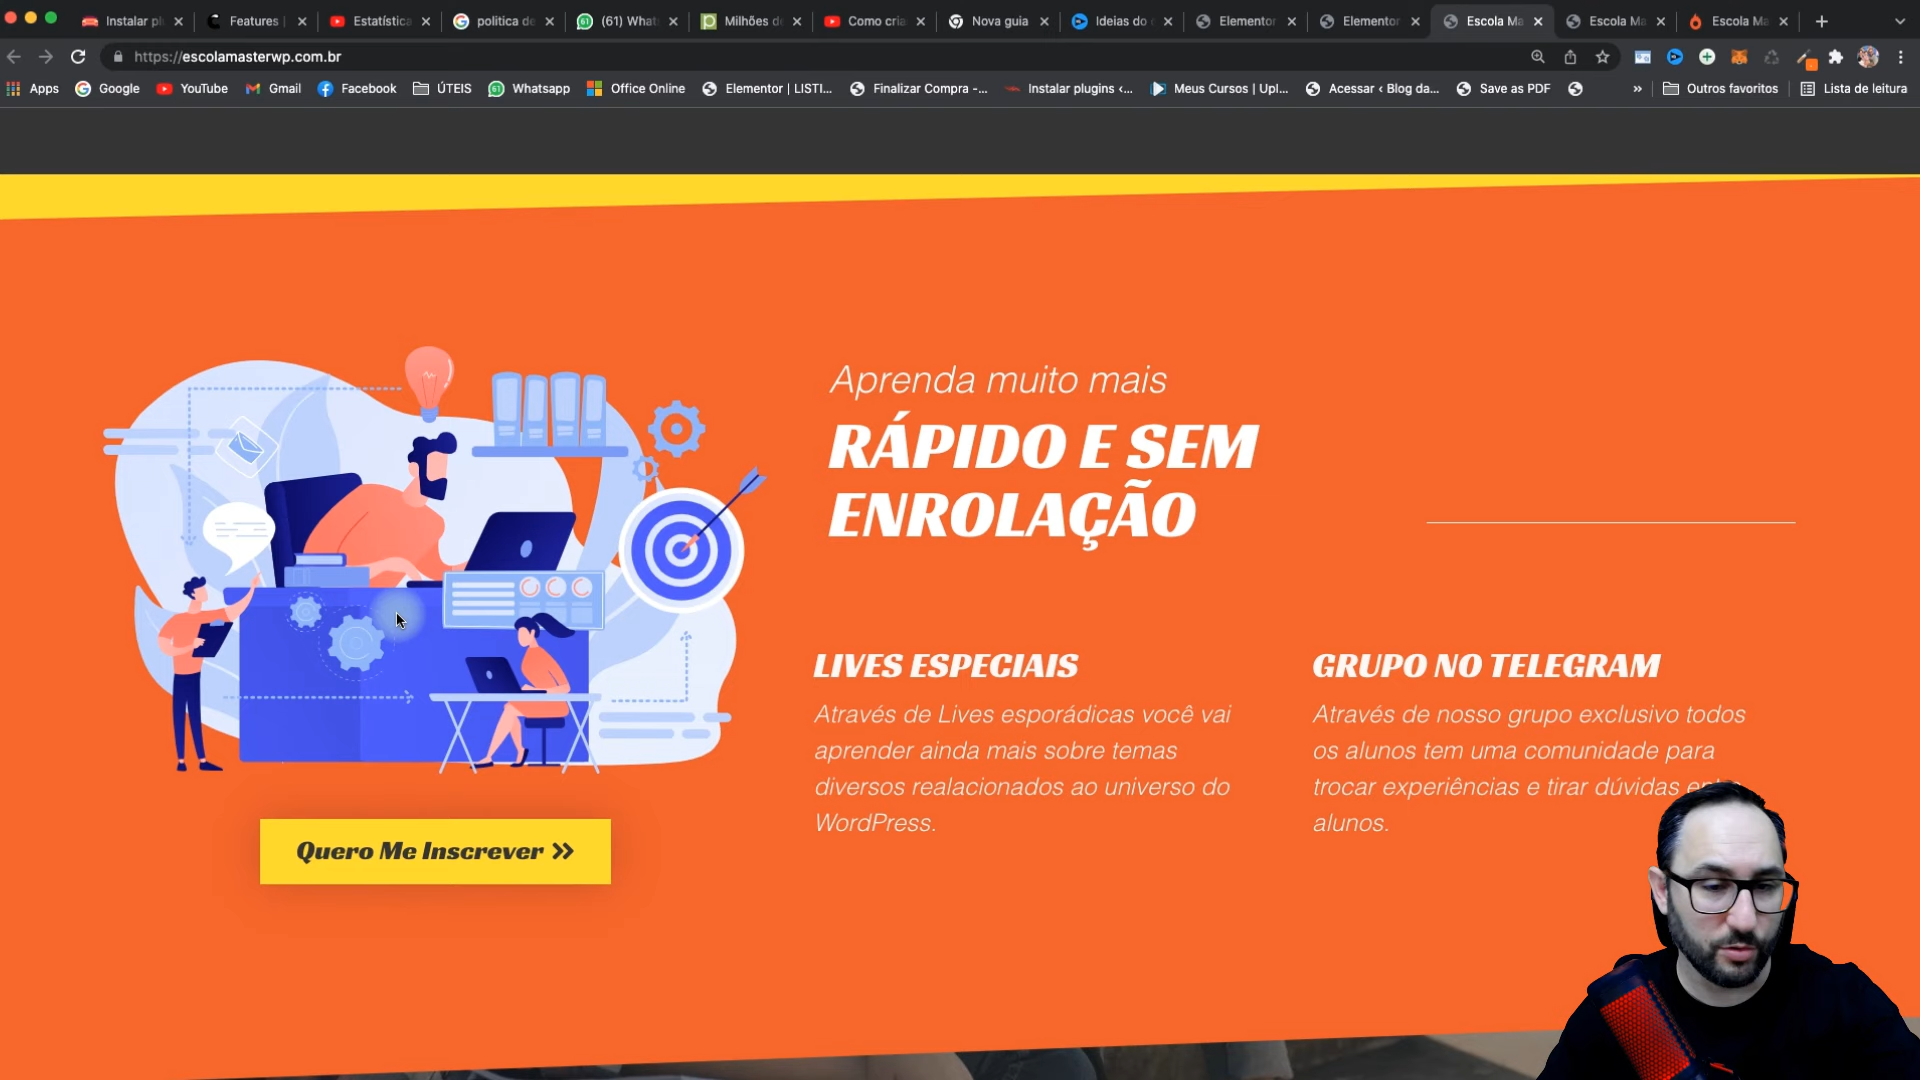 Instalar pl
Features |
Estatística
politica de
(61) What
Milhões de
Como cria
Nova guia
Ideias do
Elementor
Elementor
Escola Ma
Escola Ma
Escola Ma
https://escolamasterwp.com.br
Apps
Google
YouTube
Gmail
Facebook
ÚTEIS
Whatsapp
Office Online
Elementor | LISTI...
Finalizar Compra -...
Instalar plugins ‹...
Meus Cursos | Upl...
Acessar ‹ Blog da...
Save as PDF
»
Outros favoritos
Lista de leitura
Aprenda muito mais
RÁPIDO E SEM
ENROLAÇÃO
LIVES ESPECIAIS
Através de Lives esporádicas você vai
aprender ainda mais sobre temas
diversos realacionados ao universo do
WordPress.
GRUPO NO TELEGRAM
Através de nosso grupo exclusivo todos
os alunos tem uma comunidade para
trocar experiências e tirar dúvidas
alunos.
Quero Me Inscrever »